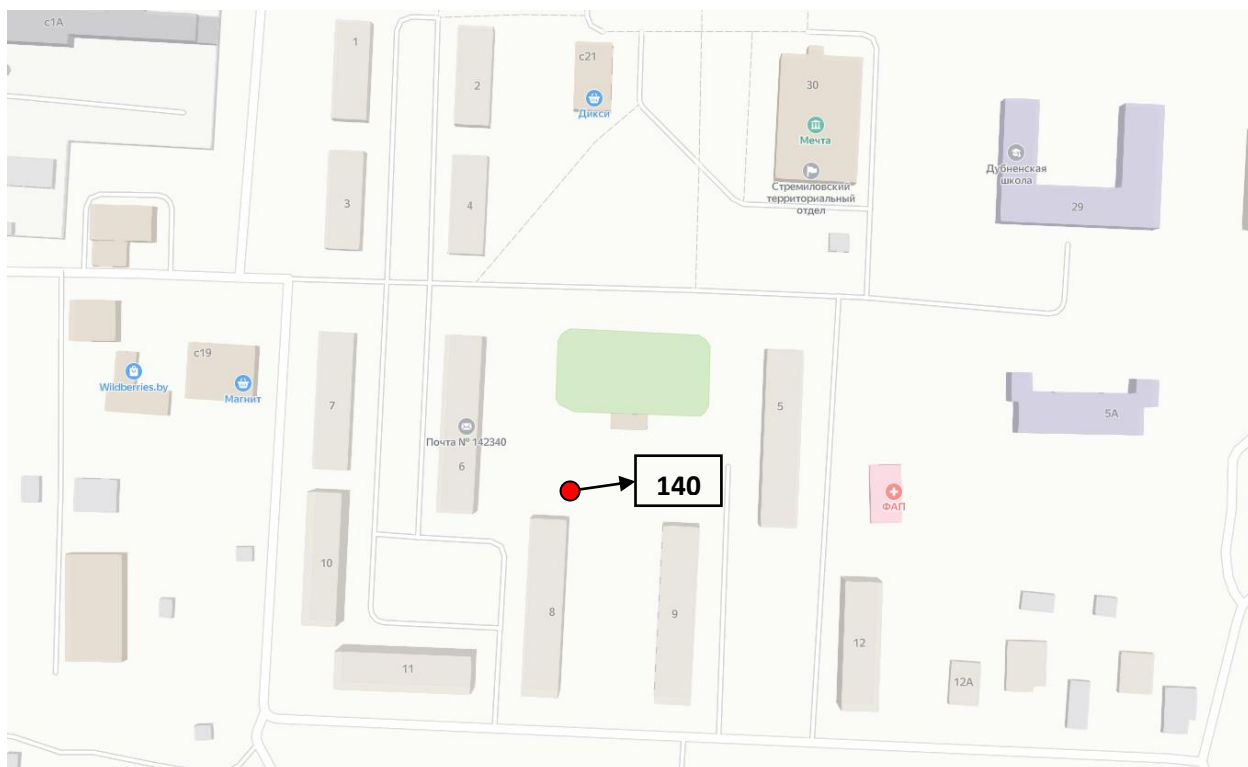 с1А
1
2
с21
Дикси
30
Мечта
Стремиловский
территориальный
отдел
Дубненская
школа
29
3
4
с19
Wildberries.by
Магнит
7
Почта № 142340
6
5
5А
140
ФАП
10
8
9
11
12
12А